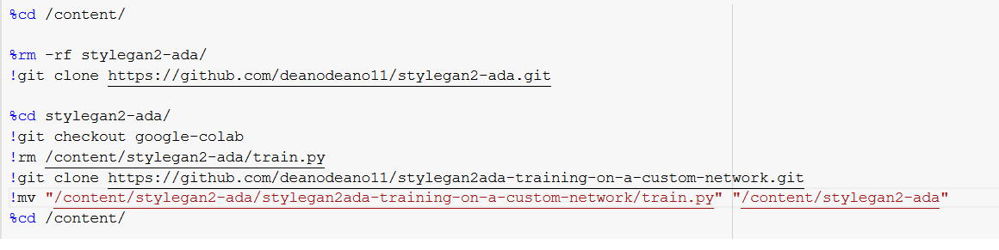 %cd /content/
%rm -rf stylegan2-ada/
!git clone https://github.com/deanodeano11/stylegan2-ada.git
%cd stylegan2-ada/
!git checkout google-colab
!rm /content/stylegan2-ada/train.py
!git clone https://github.com/deanodeano11/stylegan2ada-training-on-a-custom-network.git
!mv "/content/stylegan2-ada/stylegan2ada-training-on-a-custom-network/train.py" "/content/stylegan2-ada"
%cd /content/